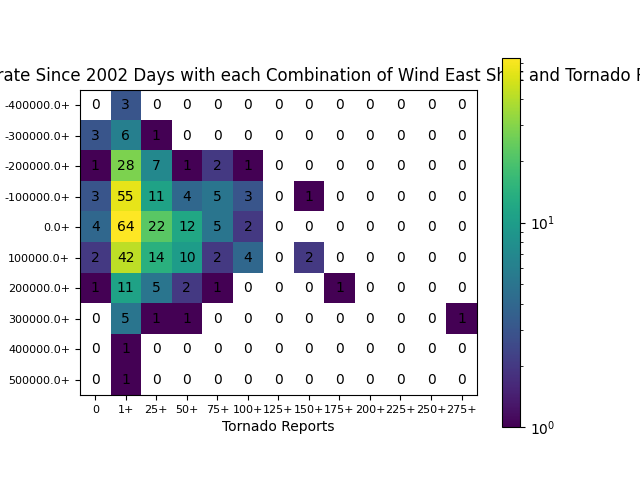 rate Since 2002 Days with each Combination of Wind East and Tornado
-400000.0+ 0 3 0 0 0 0 0 0 0 0 0 0 0
-300000.0+ 3 6 1 0 0 0 0 0 0 0 0 0 0
-200000.0+ 1 28 7 1 2 1 0 0 0 0 0 0 0
-100000.0+ 3 55 11 4 5 3 0 1 0 0 0 0 0
0.0+ 4 64 22 12 5 2 0 0 0 0 0 0 0
100000.0+ 2 42 14 10 2 4 0 2 0 0 0 0 0
200000.0+ 1 11 5 2 1 0 0 0 1 0 0 0 0
300000.0+ 0 5 1 1 0 0 0 0 0 0 0 0 1
400000.0+ 0 1 0 0 0 0 0 0 0 0 0 0 0
500000.0+ 0 1 0 0 0 0 0 0 0 0 0 0 0
0 1+ 25+ 50+ 75+ 100+ 125+ 150+ 175+ 200+ 225+ 250+ 275+
Tornado Reports
10¹
10⁰